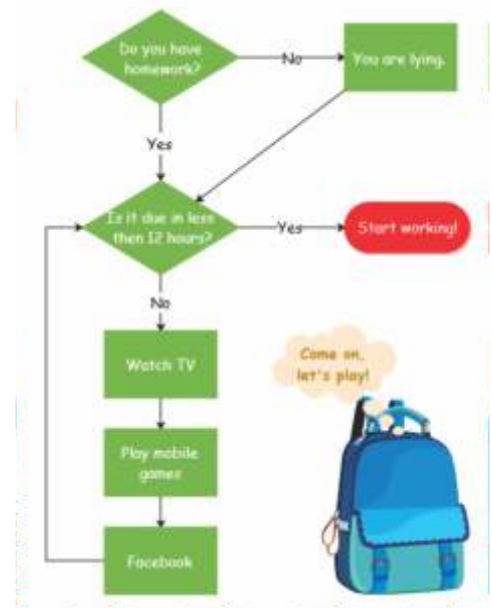 Do you have
homework?
No
You are lying.
Yes
Is it due in less
then 12 hours?
Yes
Start working!
No
Watch TV
Come on,
let's play!
Play mobile
games
Facebook